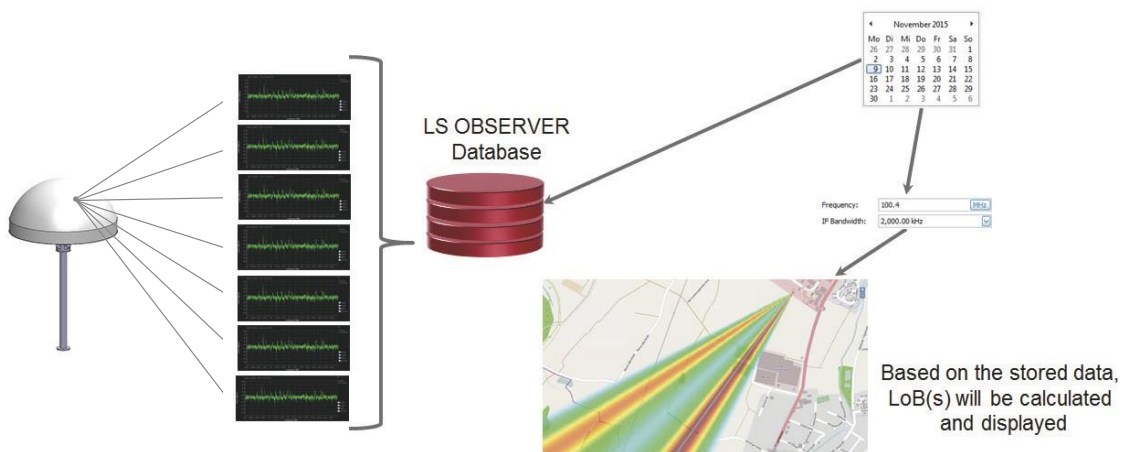 November 2015
Mo Di Mi Do Fr Sa So
26 27 28 29 30 31 1
2 3 4 5 6 7 8
9 10 11 12 13 14 15
16 17 18 19 20 21 22
23 24 25 26 27 28 29
30 1 2 3 4 5 6
LS OBSERVER
Database
Frequency: 100.4 MHz
IF Bandwidth: 2,000.00 kHz
Based on the stored data,
LoB(s) will be calculated
and displayed